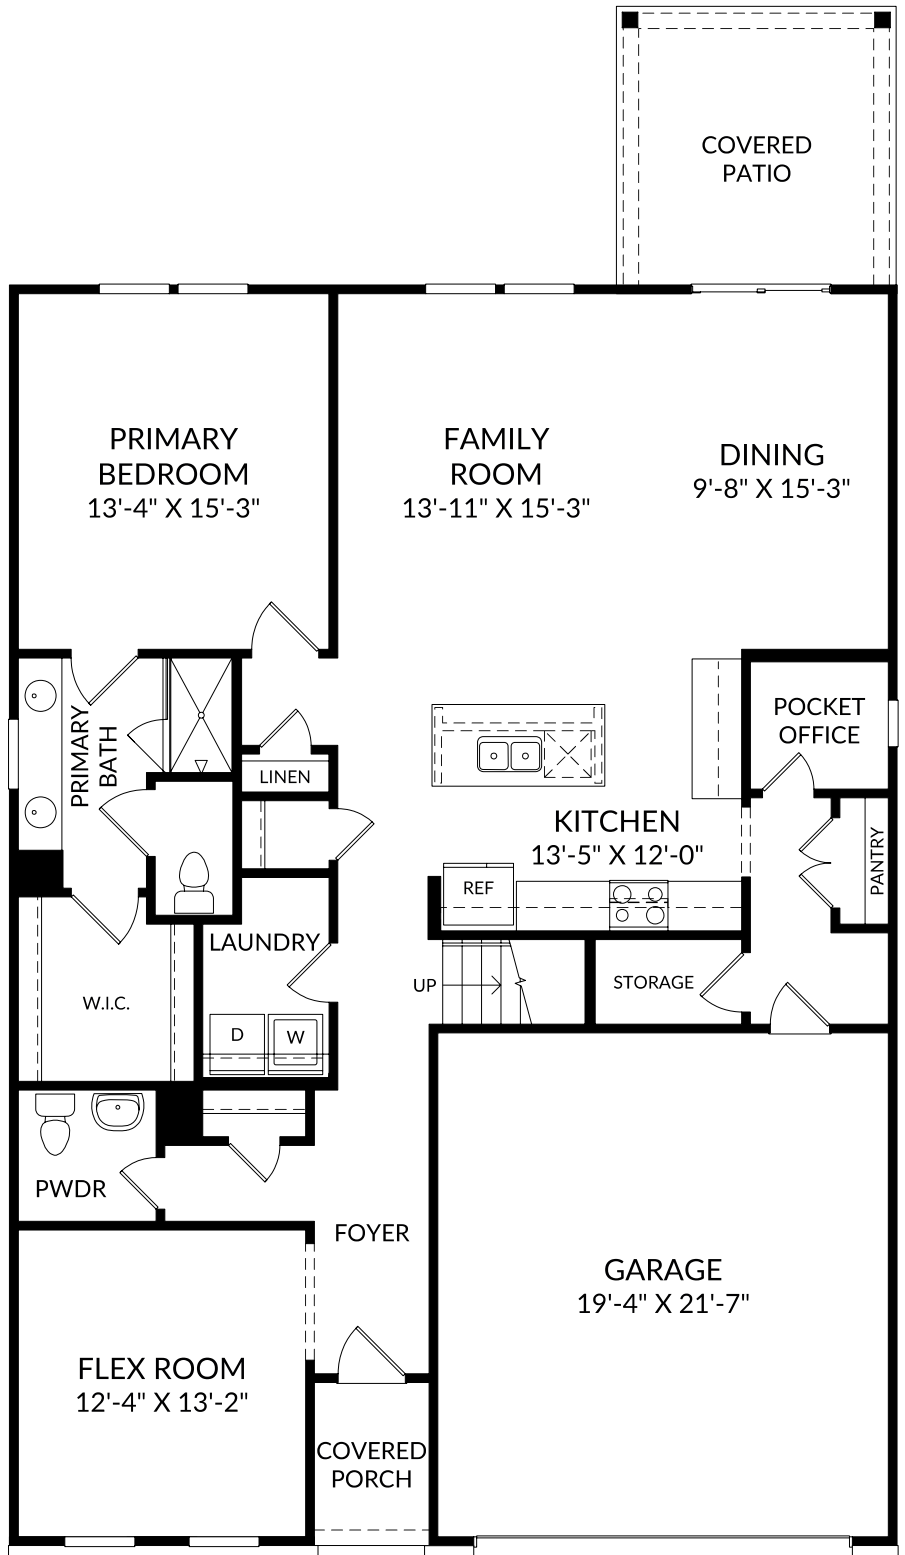 COVERED
PATIO
PRIMARY
BEDROOM
13'-4" X 15'-3"
FAMILY
ROOM
13'-11" X 15'-3"
DINING
9'-8" X 15'-3"
PRIMARY
BATH
LINEN
POCKET
OFFICE
KITCHEN
13'-5" X 12'-0"
PANTRY
REF
LAUNDRY
UP
STORAGE
W.I.C.
D
W
PWDR
FOYER
GARAGE
19'-4" X 21'-7"
FLEX ROOM
12'-4" X 13'-2"
COVERED
PORCH